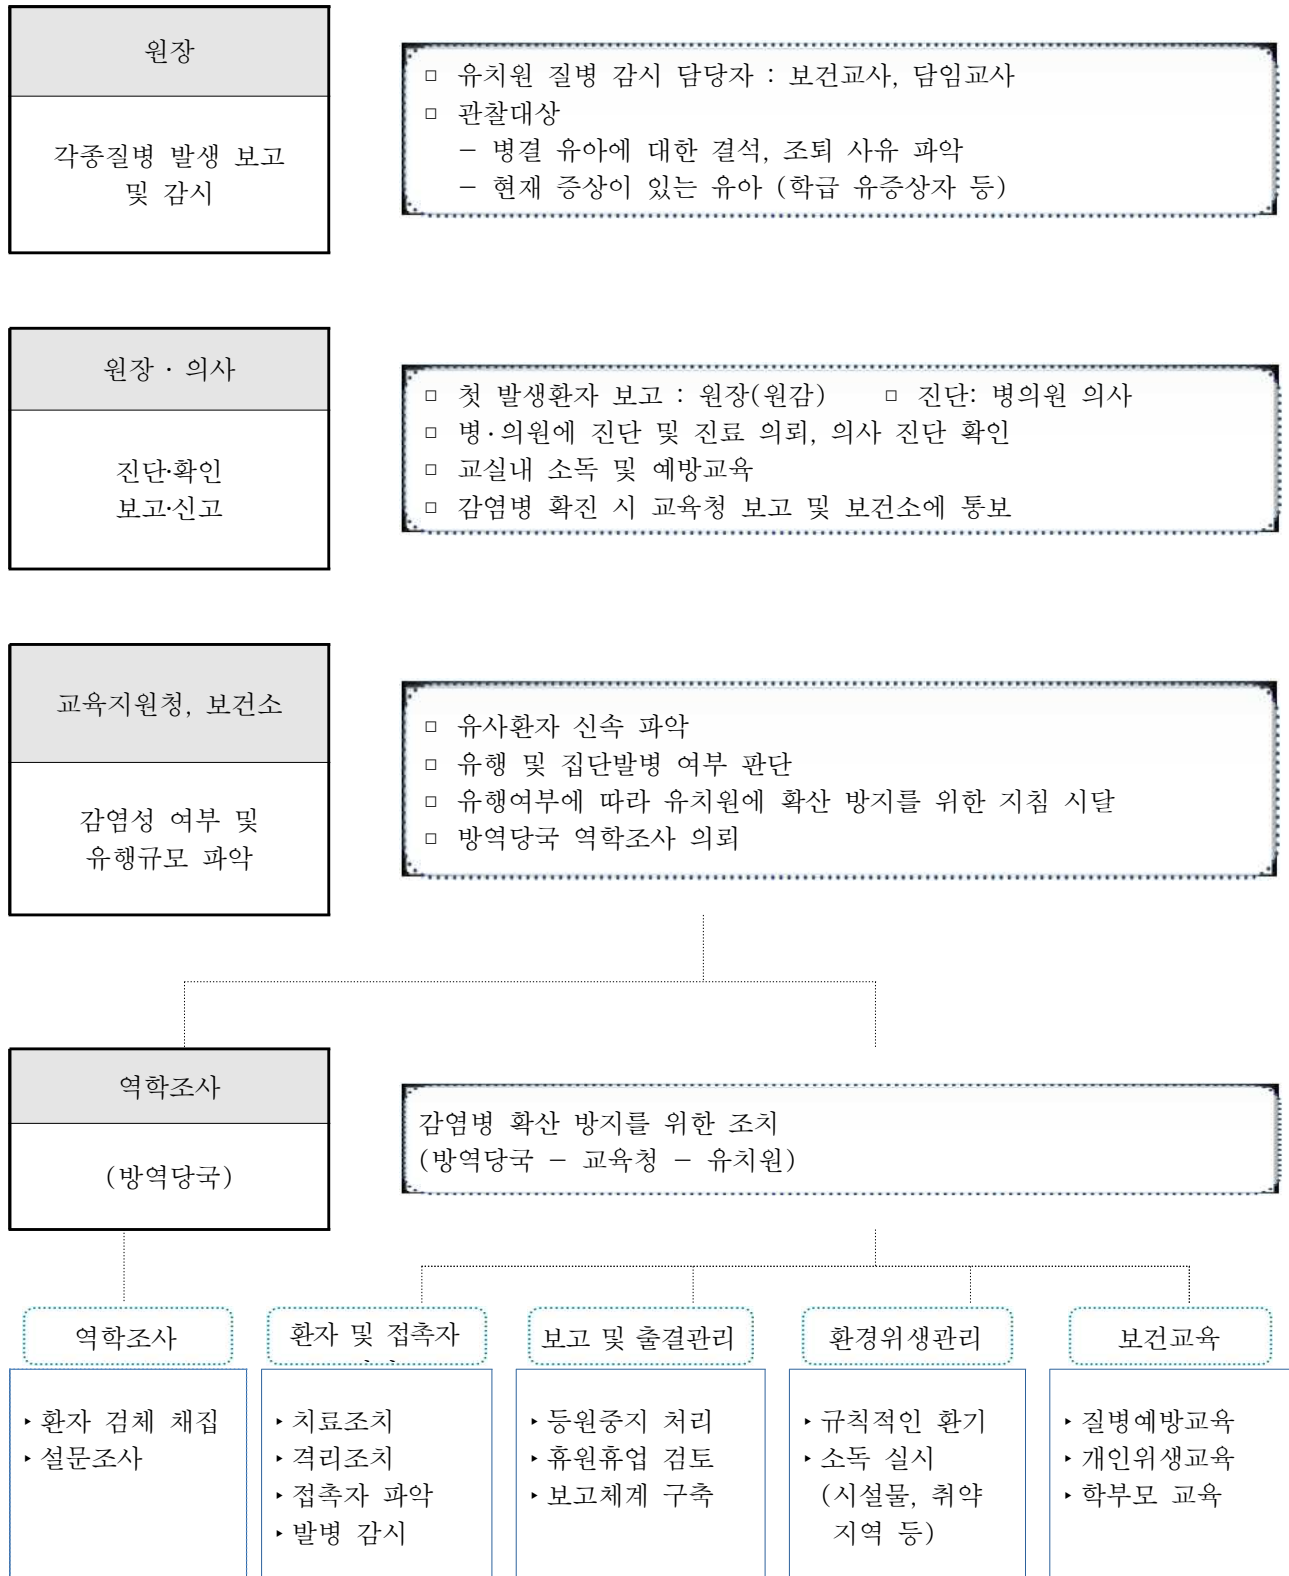 원장
각종질병 발생 보고
및 감시
□ 유치원 질병 감시 담당자 : 보건교사, 담임교사
□ 관찰대상
– 병결 유아에 대한 결석, 조퇴 사유 파악
– 현재 증상이 있는 유아 (학급 유증상자 등)
원장 · 의사
진단·확인
보고·신고
□ 첫 발생환자 보고 : 원장(원감) □ 진단: 병의원 의사
□ 병·의원에 진단 및 진료 의뢰, 의사 진단 확인
□ 교실내 소독 및 예방교육
□ 감염병 확진 시 교육청 보고 및 보건소에 통보
교육지원청, 보건소
감염성 여부 및
유행규모 파악
□ 유사환자 신속 파악
□ 유행 및 집단발병 여부 판단
□ 유행여부에 따라 유치원에 확산 방지를 위한 지침 시달
□ 방역당국 역학조사 의뢰
역학조사
(방역당국)
감염병 확산 방지를 위한 조치
(방역당국 – 교육청 – 유치원)
역학조사
‣환자 검체 채집
‣설문조사
환자 및 접촉자
‣치료조치
‣격리조치
‣접촉자 파악
‣발병 감시
보고 및 출결관리
‣등원중지 처리
‣휴원휴업 검토
‣보고체계 구축
환경위생관리
‣규칙적인 환기
‣소독 실시
(시설물, 취약
지역 등)
보건교육
‣질병예방교육
‣개인위생교육
‣학부모 교육